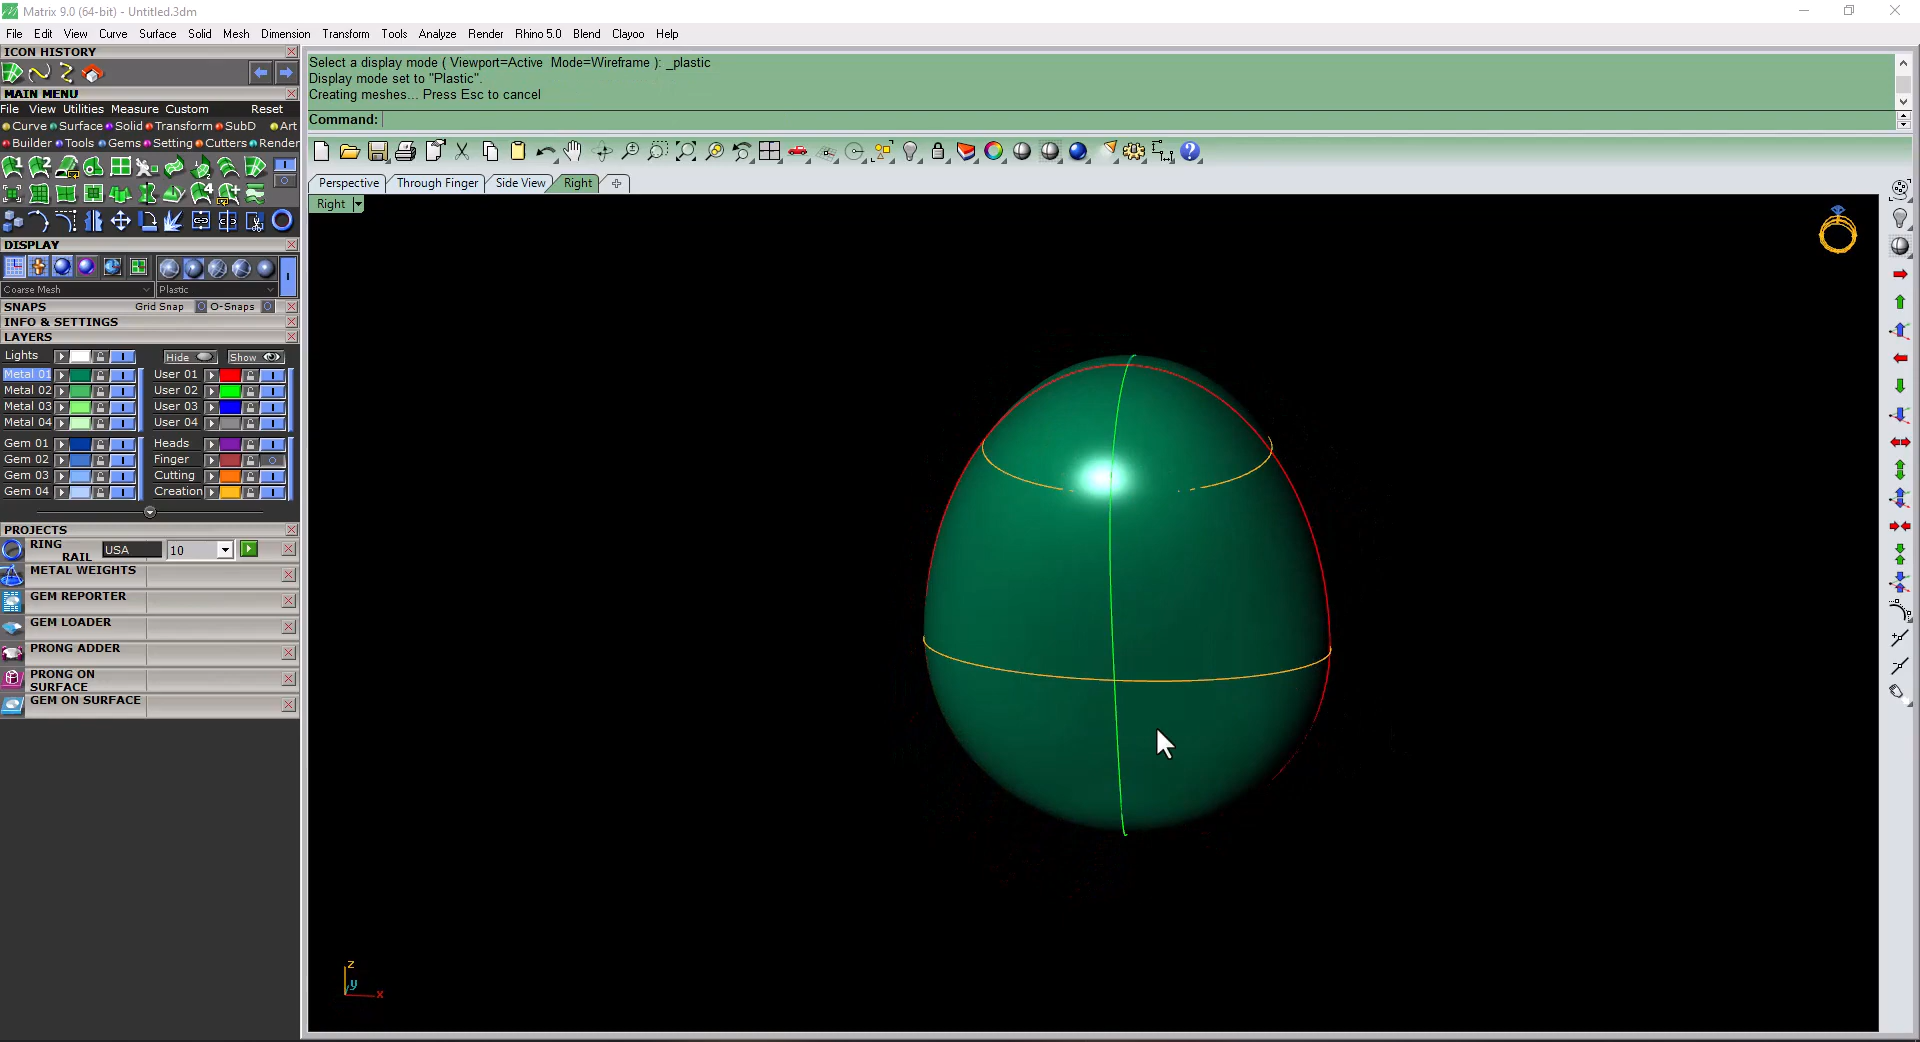 Matrix 9.0 (64-bit) - Untitled.3dm
File Edit View Curve Surface Solid Mesh Dimension Transform Tools Analyze Render Rhino 5.0 Blend Clayoo Help
ICON HISTORY
MAIN MENU
File View Utilities Measure Custom Reset
Curve Surface Solid Transform SubD Art
Builder Tools Gems Setting Cutters Render
DISPLAY
Coarse Mesh Plastic
SNAPS Grid Snap O-Snaps
INFO & SETTINGS
LAYERS
Lights Hide Show
Metal 01 User 01
Metal 02 User 02
Metal 03 User 03
Metal 04 User 04
Gem 01 Heads
Gem 02 Finger
Gem 03 Cutting
Gem 04 Creation
PROJECTS
RING
RAIL USA 10
METAL WEIGHTS
GEM REPORTER
GEM LOADER
PRONG ADDER
PRONG ON
SURFACE
GEM ON SURFACE
Select a display mode ( Viewport=Active Mode=Wireframe ): _plastic
Display mode set to "Plastic".
Creating meshes... Press Esc to cancel
Command:
Perspective Through Finger Side View Right
Right
z
y
x